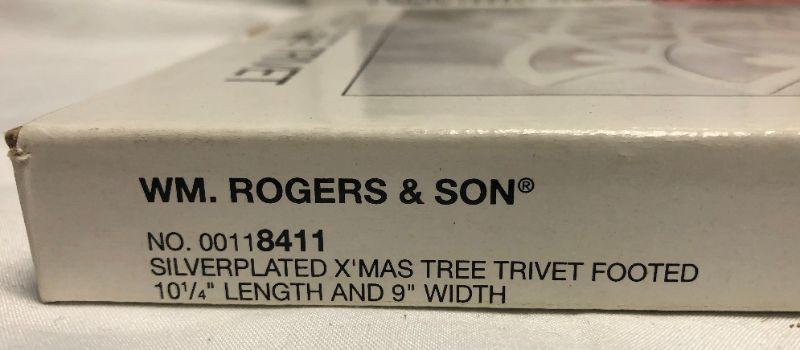 WM. ROGERS & SON®
NO. 00118411
SILVERPLATED X'MAS TREE TRIVET FOOTED
10¹/₄" LENGTH AND 9" WIDTH